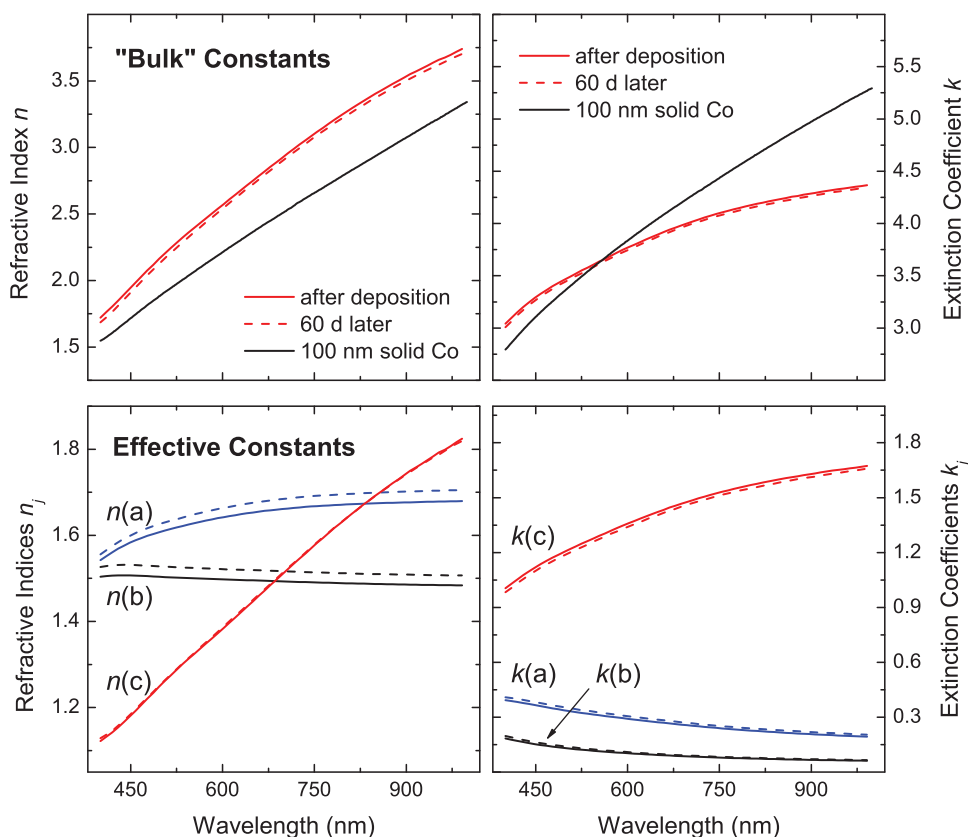 "Bulk" Constants
Refractive Index n
3.5
3.0
2.5
2.0
1.5
after deposition
60 d later
100 nm solid Co
after deposition
60 d later
100 nm solid Co
5.5
5.0
4.5
4.0
3.5
3.0
Extinction Coefficient k
Effective Constants
Refractive Indices nj
1.8
1.6
1.4
1.2
n(a)
n(b)
n(c)
450 600 750 900
Wavelength (nm)
k(c)
k(a) k(b)
1.8
1.5
1.2
0.9
0.6
0.3
Extinction Coefficients kj
450 600 750 900
Wavelength (nm)